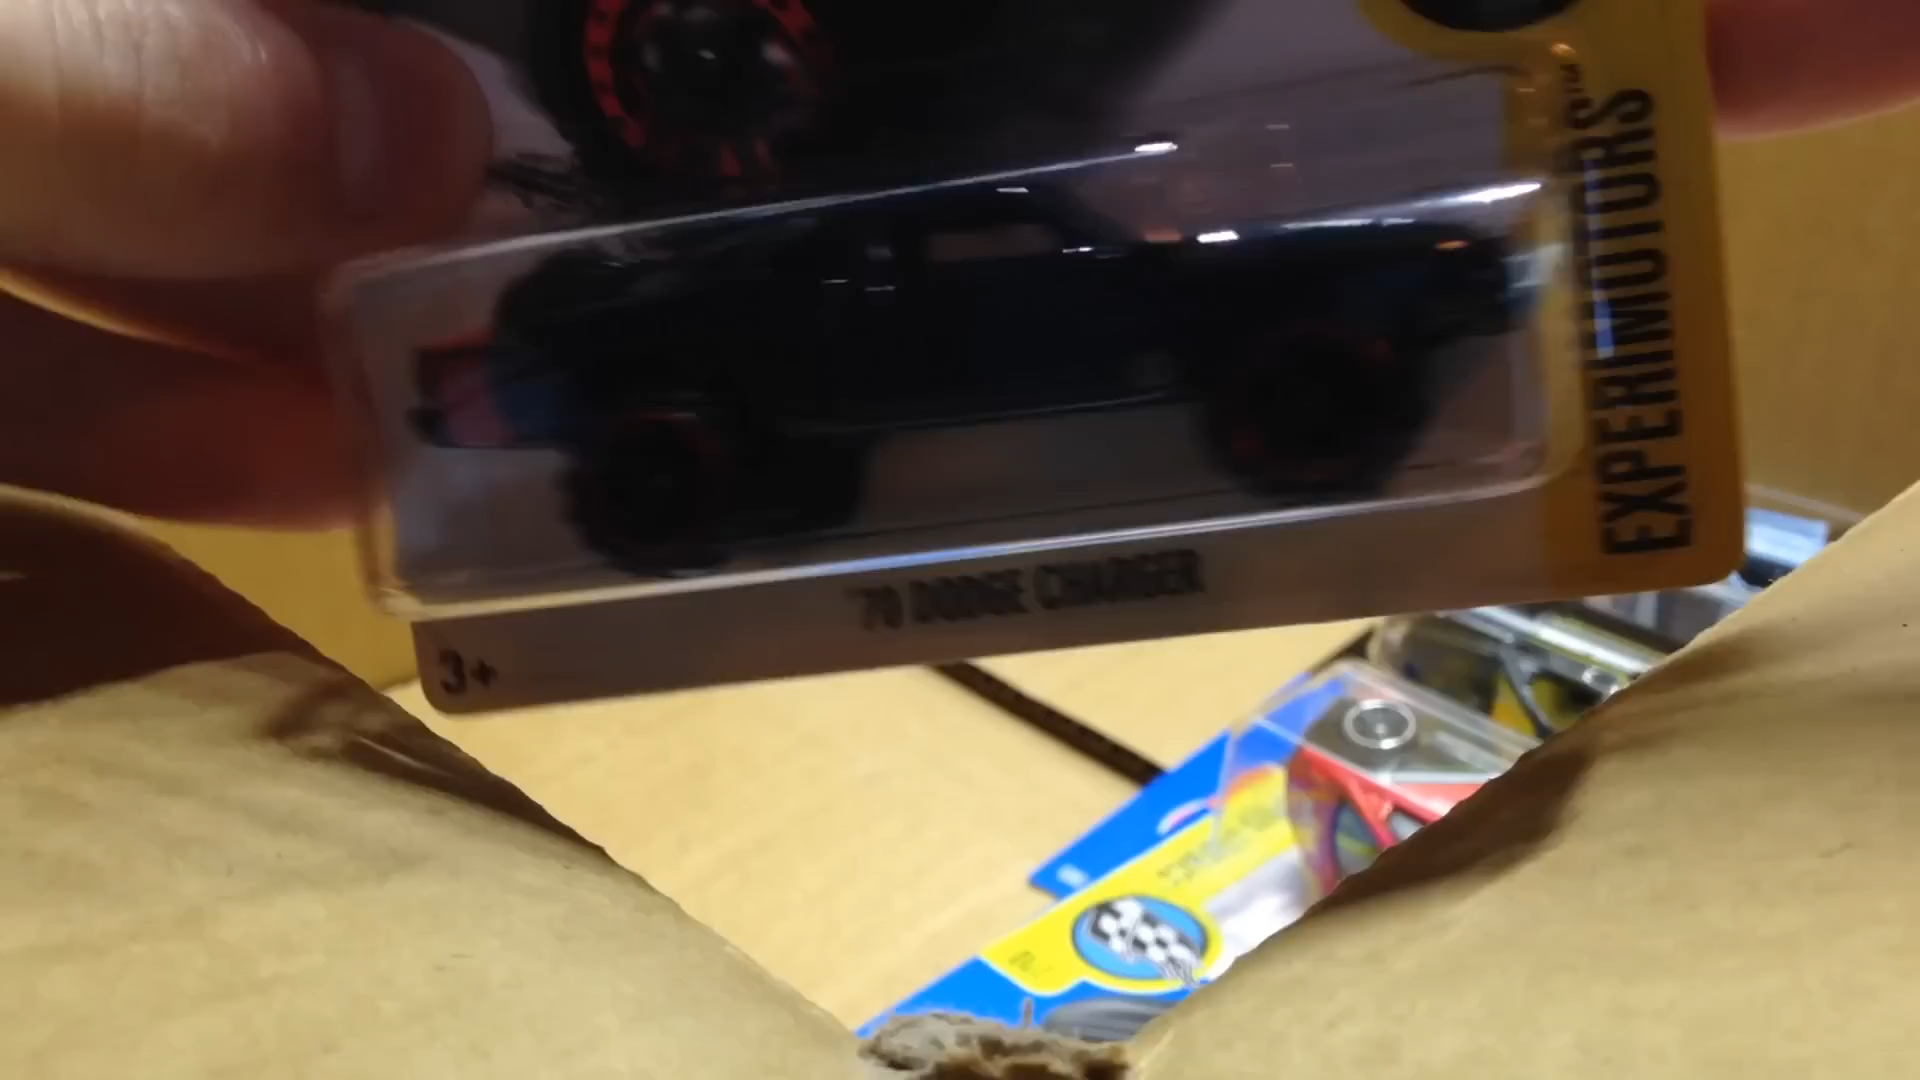 EXPERIMOTORS™
'70 DODGE CHARGER
3+